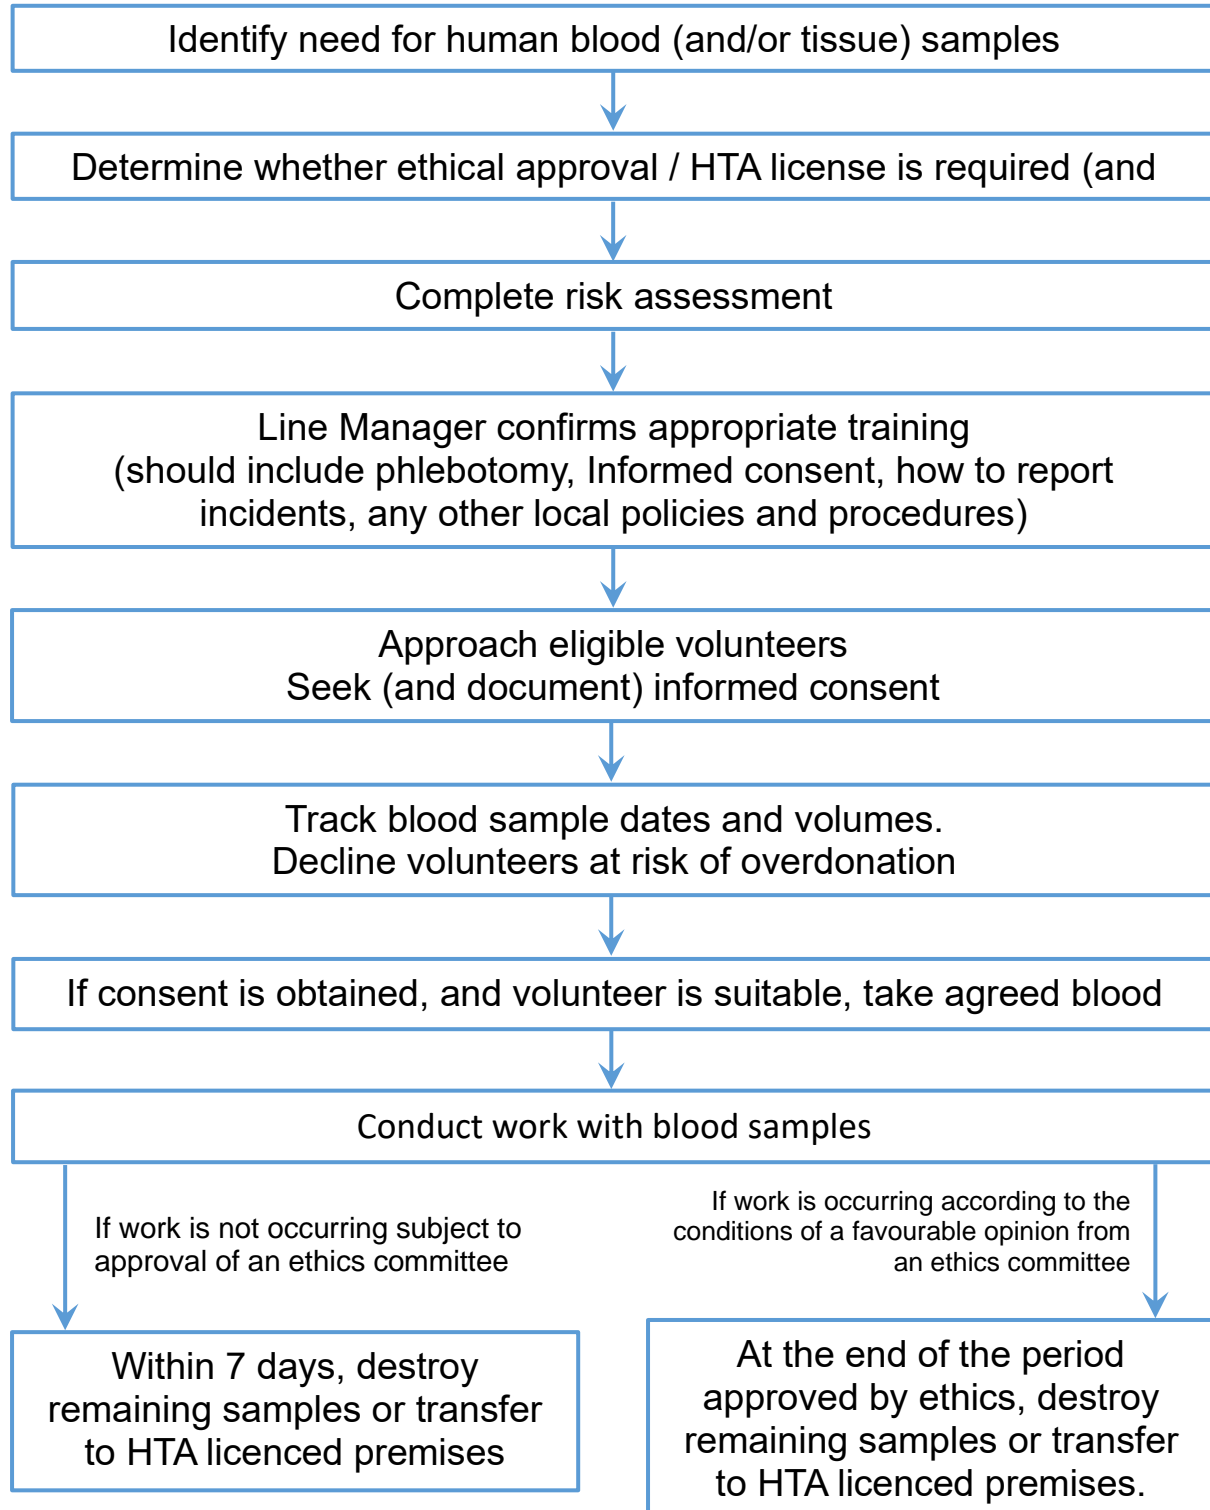 Identify need for human blood (and/or tissue) samples
Determine whether ethical approval / HTA license is required (and
Complete risk assessment
Line Manager confirms appropriate training
(should include phlebotomy, Informed consent, how to report
incidents, any other local policies and procedures)
Approach eligible volunteers
Seek (and document) informed consent
Track blood sample dates and volumes.
Decline volunteers at risk of overdonation
If consent is obtained, and volunteer is suitable, take agreed blood
Conduct work with blood samples
If work is not occurring subject to
approval of an ethics committee
If work is occurring according to the
conditions of a favourable opinion from
an ethics committee
Within 7 days, destroy
remaining samples or transfer
to HTA licenced premises
At the end of the period
approved by ethics, destroy
remaining samples or transfer
to HTA licenced premises.